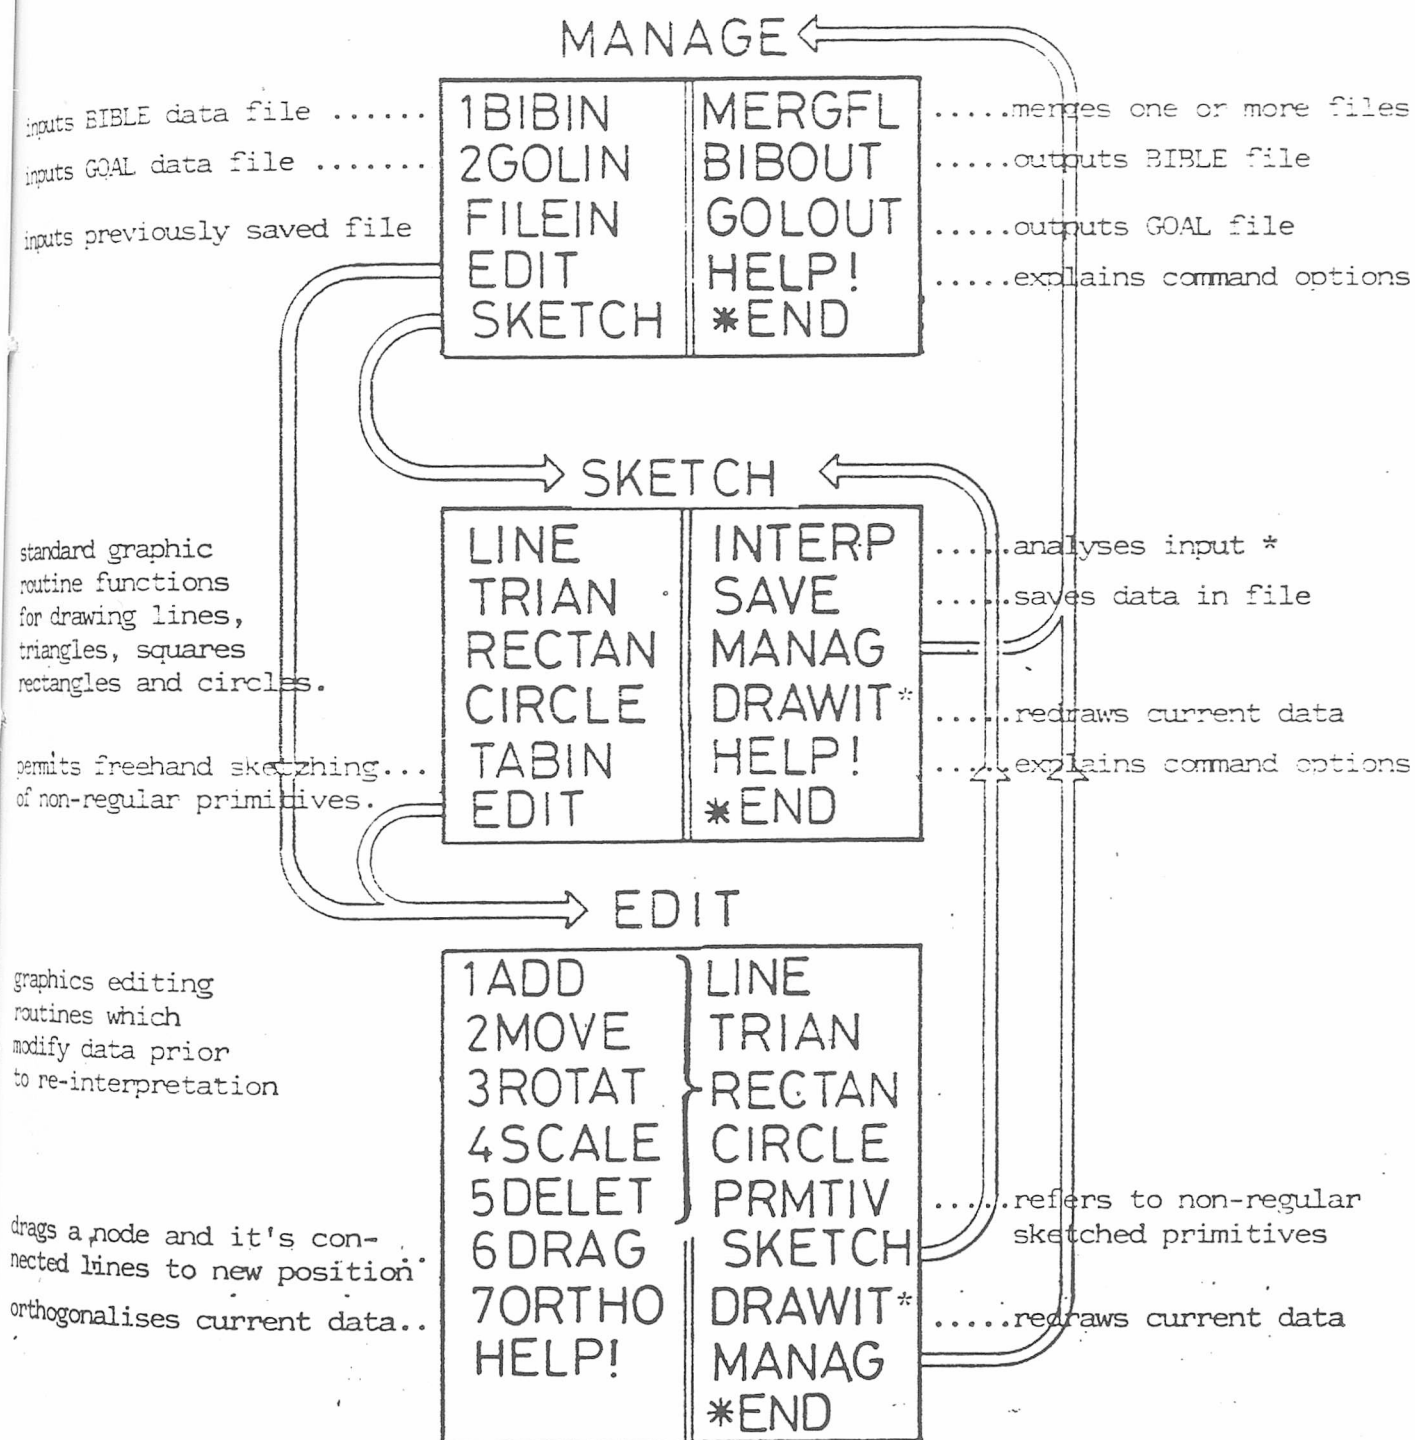 MANAGE
inputs BIBLE data file ...... 1BIBIN MERGFL .....merges one or more files
inputs GOAL data file ....... 2GOLIN BIBOUT .....outputs BIBLE file
inputs previously saved file FILEIN GOLOUT .....outputs GOAL file
EDIT HELP! .....explains command options
SKETCH *END
SKETCH
standard graphic
routine functions
for drawing lines,
triangles, squares
rectangles and circles.
permits freehand sketzhing...
of non-regular primitives.
LINE INTERP .....analyses input *
TRIAN SAVE .....saves data in file
RECTAN MANAG
CIRCLE DRAWIT* .....redraws current data
TABIN HELP! .....explains command options
EDIT *END
EDIT
graphics editing
routines which
modify data prior
to re-interpretation
1ADD LINE
2MOVE TRIAN
3ROTAT RECTAN
4SCALE CIRCLE
5DELET PRMTIV .....refers to non-regular
sketched primitives
drags a node and it's con-
nected lines to new position
6DRAG SKETCH
orthogonalises current data.. 7ORTHO DRAWIT* .....redraws current data
HELP! MANAG
*END